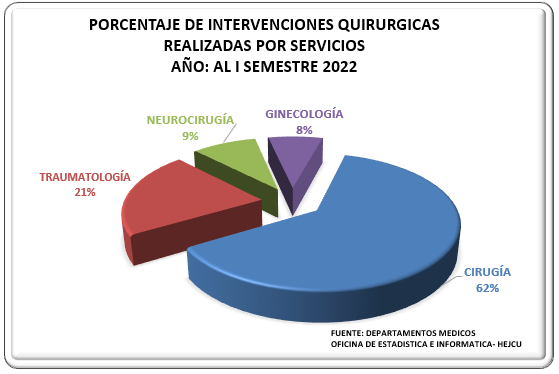 PORCENTAJE DE INTERVENCIONES QUIRURGICAS
REALIZADAS POR SERVICIOS
AÑO: AL I SEMESTRE 2022
NEUROCIRUGÍA
9%
GINECOLOGÍA
8%
TRAUMATOLOGÍA
21%
CIRUGÍA
62%
FUENTE: DEPARTAMENTOS MEDICOS
OFICINA DE ESTADISTICA E INFORMATICA- HEJCU